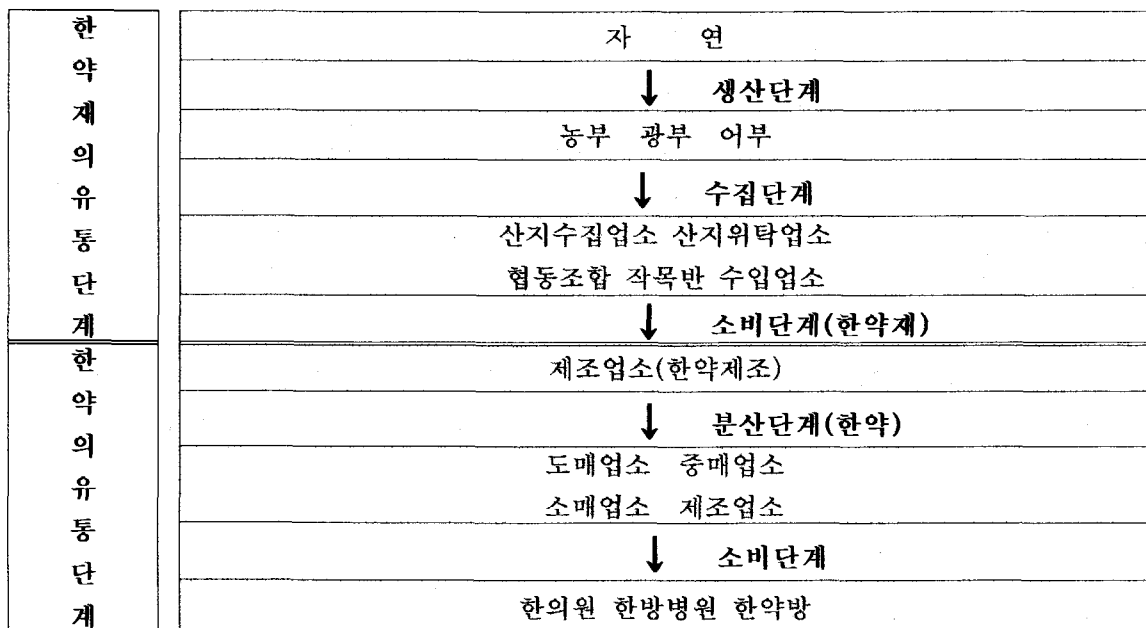 한약재의유통단계
자 연
↓ 생산단계
농부 광부 어부
↓ 수집단계
산지수집업소 산지위탁업소
협동조합 작목반 수입업소
↓ 소비단계(한약재)
한약의유통단계
제조업소(한약제조)
↓ 분산단계(한약)
도매업소 중매업소
소매업소 제조업소
↓ 소비단계
한의원 한방병원 한약방